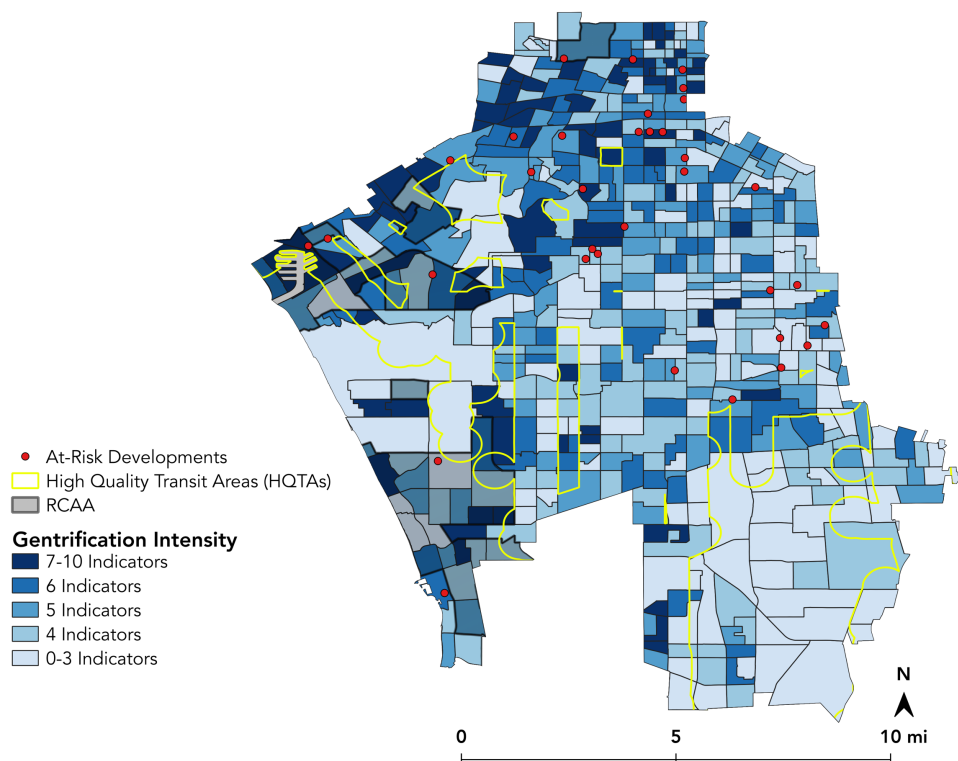 At-Risk Developments
High Quality Transit Areas (HQTAs)
RCAA
Gentrification Intensity
7-10 Indicators
6 Indicators
5 Indicators
4 Indicators
0-3 Indicators
N
0 5 10 mi